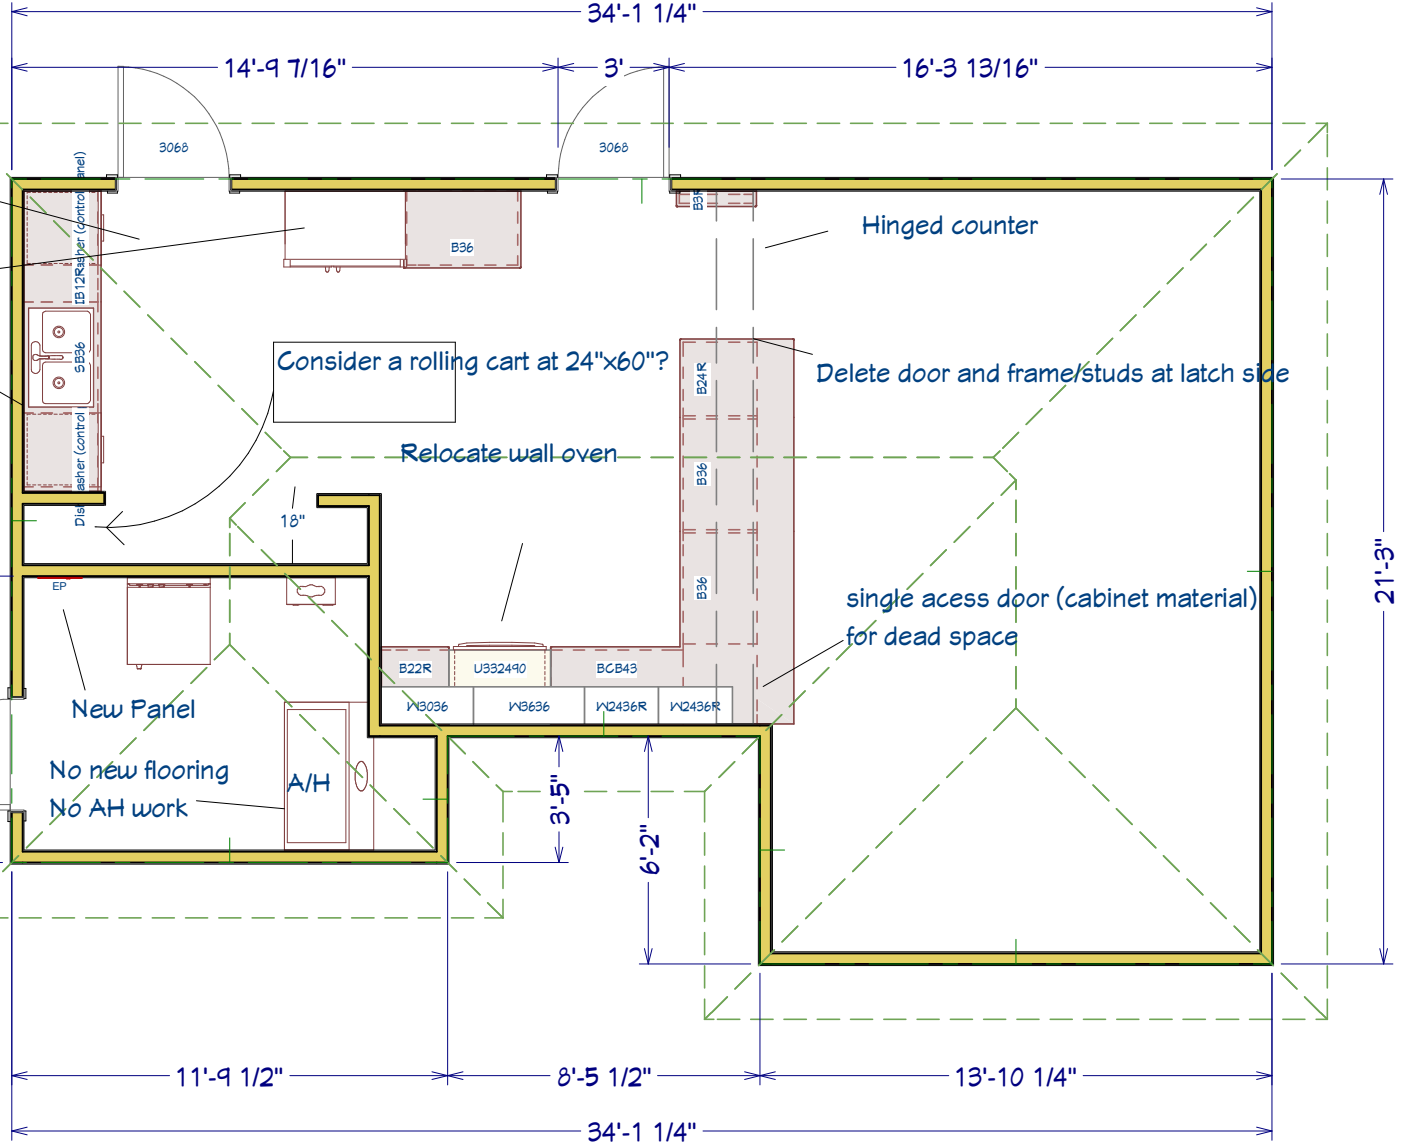 34'-1 1/4"
14'-9 7/16"
3'
16'-3 13/16"
3068
3068
B36
Hinged counter
IB12R
SB36
Consider a rolling cart at 24"x60"?
B24R
Delete door and frame/studs at latch side
Relocate wall oven
B36
18"
EP
B36
single acess door (cabinet material)
for dead space
21'-3"
B22R
U332490
BCB43
New Panel
W3036
W3636
W2436R
W2436R
No new flooring
No AH work
A/H
3'-5"
6'-2"
11'-9 1/2"
8'-5 1/2"
13'-10 1/4"
34'-1 1/4"